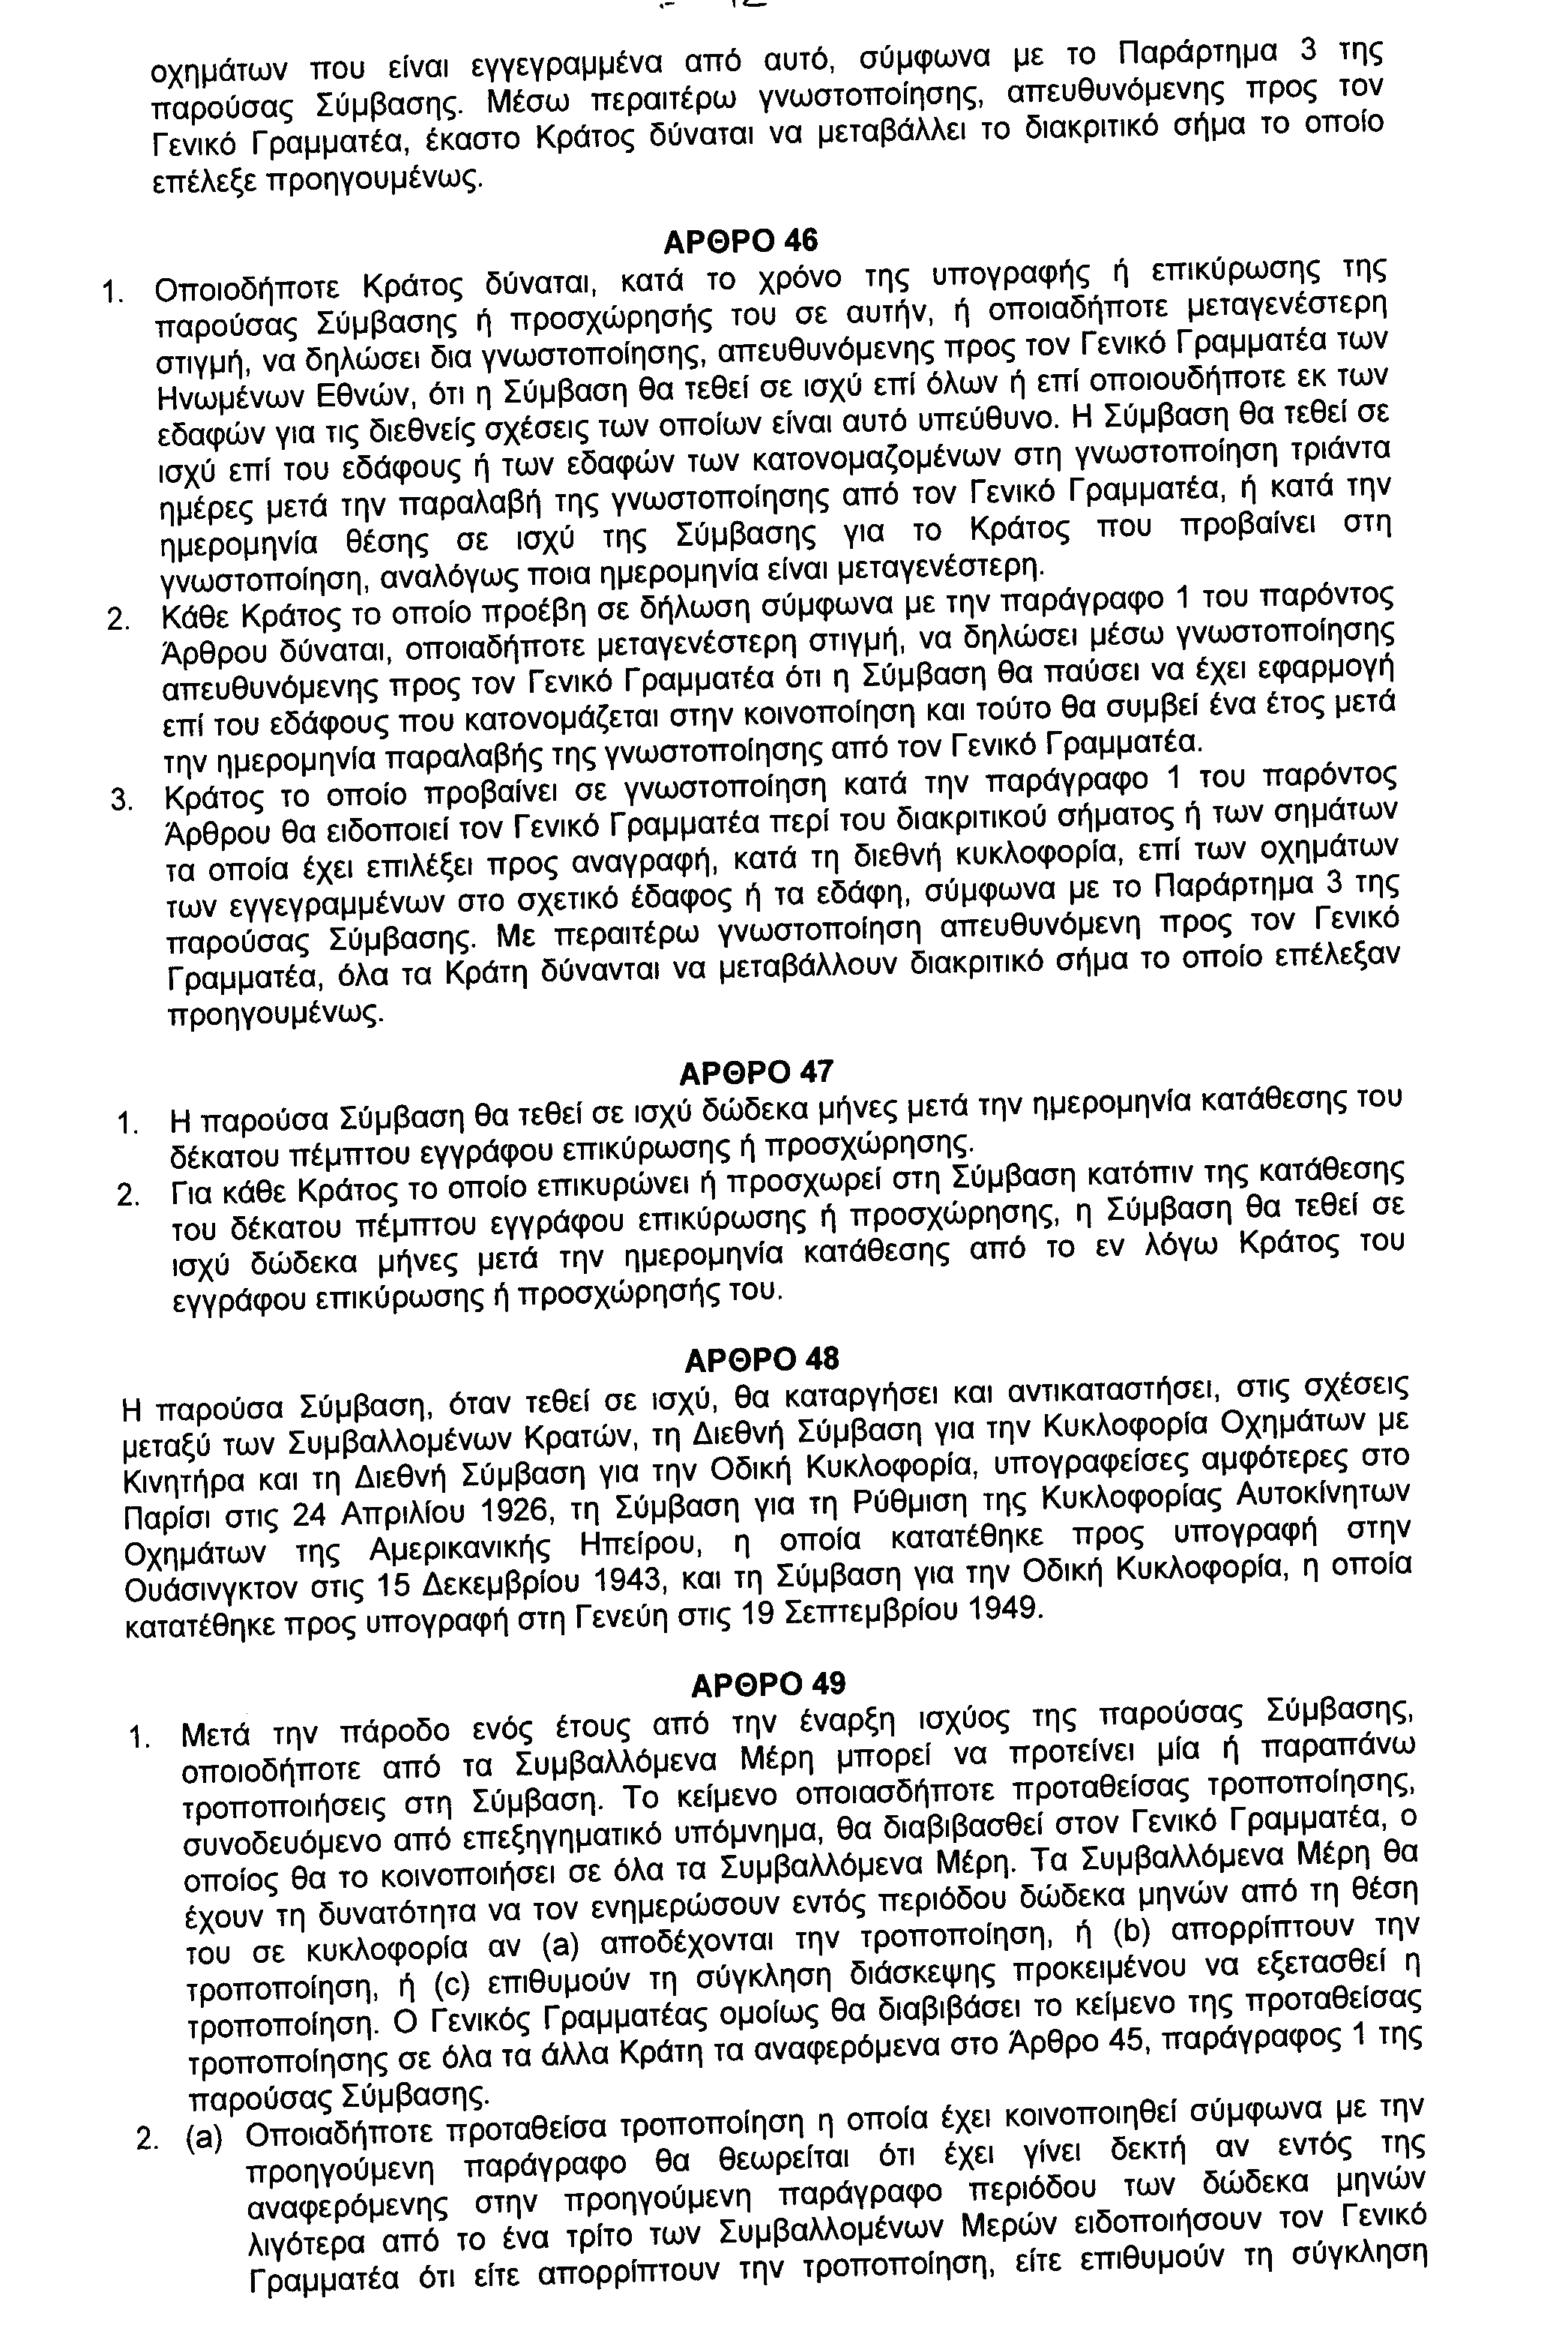 οχημάτων που είναι εγγεγραμμένα από αυτό, σύμφωνα με το Παράρτημα 3 της
παρούσας Σύμβασης. Μέσω περαιτέρω γνωστοποίησης, απευθυνόμενης προς τον
Γενικό Γραμματέα, έκαστο Κράτος δύναται να μεταβάλλει το διακριτικό σήμα το οποίο
επέλεξε προηγουμένως.
ΑΡΘΡΟ 46
1. Οποιοδήποτε Κράτος δύναται, κατά το χρόνο της υπογραφής ή επικύρωσης της
παρούσας Σύμβασης ή προσχώρησής του σε αυτήν, ή οποιαδήποτε μεταγενέστερη
στιγμή, να δηλώσει δια γνωστοποίησης, απευθυνόμενης προς τον Γενικό Γραμματέα των
Ηνωμένων Εθνών, ότι η Σύμβαση θα τεθεί σε ισχύ επί όλων ή επί οποιουδήποτε εκ των
εδαφών για τις διεθνείς σχέσεις των οποίων είναι αυτό υπεύθυνο. Η Σύμβαση θα τεθεί σε
ισχύ επί του εδάφους ή των εδαφών των κατονομαζομένων στη γνωστοποίηση τριάντα
ημέρες μετά την παραλαβή της γνωστοποίησης από τον Γενικό Γραμματέα, ή κατά την
ημερομηνία θέσης σε ισχύ της Σύμβασης για το Κράτος που προβαίνει στη
γνωστοποίηση, αναλόγως ποια ημερομηνία είναι μεταγενέστερη.
2. Κάθε Κράτος το οποίο προέβη σε δήλωση σύμφωνα με την παράγραφο 1 του παρόντος
Άρθρου δύναται, οποιαδήποτε μεταγενέστερη στιγμή, να δηλώσει μέσω γνωστοποίησης
απευθυνόμενης προς τον Γενικό Γραμματέα ότι η Σύμβαση θα παύσει να έχει εφαρμογή
επί του εδάφους που κατονομάζεται στην κοινοποίηση και τούτο θα συμβεί ένα έτος μετά
την ημερομηνία παραλαβής της γνωστοποίησης από τον Γενικό Γραμματέα.
3. Κράτος το οποίο προβαίνει σε γνωστοποίηση κατά την παράγραφο 1 του παρόντος
Άρθρου θα ειδοποιεί τον Γενικό Γραμματέα περί του διακριτικού σήματος ή των σημάτων
τα οποία έχει επιλέξει προς αναγραφή, κατά τη διεθνή κυκλοφορία, επί των οχημάτων
των εγγεγραμμένων στο σχετικό έδαφος ή τα εδάφη, σύμφωνα με το Παράρτημα 3 της
παρούσας Σύμβασης. Με περαιτέρω γνωστοποίηση απευθυνόμενη προς τον Γενικό
Γραμματέα, όλα τα Κράτη δύνανται να μεταβάλλουν διακριτικό σήμα το οποίο επέλεξαν
προηγουμένως.
ΑΡΘΡΟ 47
1. Η παρούσα Σύμβαση θα τεθεί σε ισχύ δώδεκα μήνες μετά την ημερομηνία κατάθεσης του
δέκατου πέμπτου εγγράφου επικύρωσης ή προσχώρησης.
2. Για κάθε Κράτος το οποίο επικυρώνει ή προσχωρεί στη Σύμβαση κατόπιν της κατάθεσης
του δέκατου πέμπτου εγγράφου επικύρωσης ή προσχώρησης, η Σύμβαση θα τεθεί σε
ισχύ δώδεκα μήνες μετά την ημερομηνία κατάθεσης από το εν λόγω Κράτος του
εγγράφου επικύρωσης ή προσχώρησής του.
ΑΡΘΡΟ 48
Η παρούσα Σύμβαση, όταν τεθεί σε ισχύ, θα καταργήσει και αντικαταστήσει, στις σχέσεις
μεταξύ των Συμβαλλομένων Κρατών, τη Διεθνή Σύμβαση για την Κυκλοφορία Οχημάτων με
Κινητήρα και τη Διεθνή Σύμβαση για την Οδική Κυκλοφορία, υπογραφείσες αμφότερες στο
Παρίσι στις 24 Απριλίου 1926, τη Σύμβαση για τη Ρύθμιση της Κυκλοφορίας Αυτοκίνητων
Οχημάτων της Αμερικανικής Ηπείρου, η οποία κατατέθηκε προς υπογραφή στην
Ουάσινγκτον στις 15 Δεκεμβρίου 1943, και τη Σύμβαση για την Οδική Κυκλοφορία, η οποία
κατατέθηκε προς υπογραφή στη Γενεύη στις 19 Σεπτεμβρίου 1949.
ΑΡΘΡΟ 49
1. Μετά την πάροδο ενός έτους από την έναρξη ισχύος της παρούσας Σύμβασης,
οποιοδήποτε από τα Συμβαλλόμενα Μέρη μπορεί να προτείνει μία ή παραπάνω
τροποποιήσεις στη Σύμβαση. Το κείμενο οποιασδήποτε προταθείσας τροποποίησης,
συνοδευόμενο από επεξηγηματικό υπόμνημα, θα διαβιβασθεί στον Γενικό Γραμματέα, ο
οποίος θα το κοινοποιήσει σε όλα τα Συμβαλλόμενα Μέρη. Τα Συμβαλλόμενα Μέρη θα
έχουν τη δυνατότητα να τον ενημερώσουν εντός περιόδου δώδεκα μηνών από τη θέση
του σε κυκλοφορία αν (a) αποδέχονται την τροποποίηση, ή (b) απορρίπτουν την
τροποποίηση, ή (c) επιθυμούν τη σύγκληση διάσκεψης προκειμένου να εξετασθεί η
τροποποίηση. Ο Γενικός Γραμματέας ομοίως θα διαβιβάσει το κείμενο της προταθείσας
τροποποίησης σε όλα τα άλλα Κράτη τα αναφερόμενα στο Άρθρο 45, παράγραφος 1 της
παρούσας Σύμβασης.
2. (a) Οποιαδήποτε προταθείσα τροποποίηση η οποία έχει κοινοποιηθεί σύμφωνα με την
προηγούμενη παράγραφο θα θεωρείται ότι έχει γίνει δεκτή αν εντός της
αναφερόμενης στην προηγούμενη παράγραφο περιόδου των δώδεκα μηνών
λιγότερα από το ένα τρίτο των Συμβαλλομένων Μερών ειδοποιήσουν τον Γενικό
Γραμματέα ότι είτε απορρίπτουν την τροποποίηση, είτε επιθυμούν τη σύγκληση